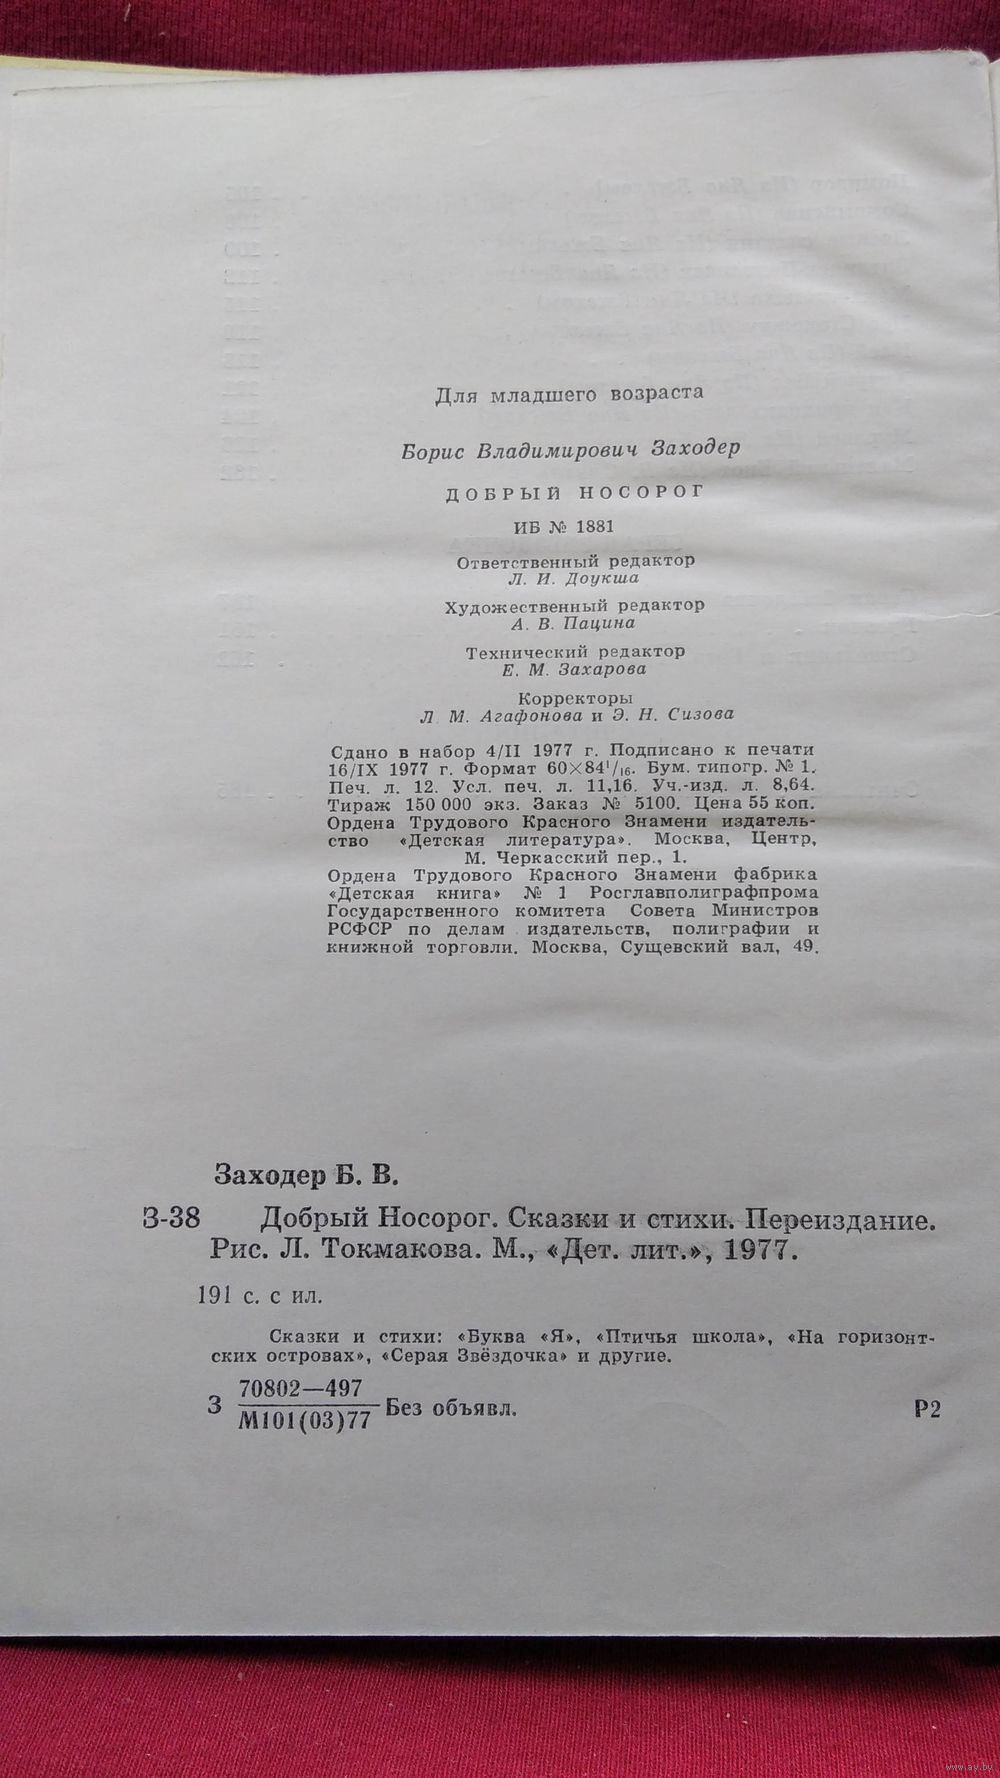 Для младшего возраста
Борис Владимирович Заходер
ДОБРЫЙ НОСОРОГ
ИБ № 1881
Ответственный редактор
Л. И. Доукша
Художественный редактор
А. В. Пацина
Технический редактор
Е. М. Захарова
Корректоры
Л. М. Агафонова и Э. Н. Сизова
Сдано в набор 4/II 1977 г. Подписано к печати
16/IX 1977 г. Формат 60×84¹/₁₆. Бум. типогр. № 1.
Печ. л. 12. Усл. печ. л. 11,16. Уч.-изд. л. 8,64.
Тираж 150 000 экз. Заказ № 5100. Цена 55 коп.
Ордена Трудового Красного Знамени издатель-
ство «Детская литература». Москва, Центр,
М. Черкасский пер., 1.
Ордена Трудового Красного Знамени фабрика
«Детская книга» № 1 Росглавполиграфпрома
Государственного комитета Совета Министров
РСФСР по делам издательств, полиграфии и
книжной торговли. Москва, Сущевский вал, 49.
Заходер Б. В.
З-38 Добрый Носорог. Сказки и стихи. Переиздание.
Рис. Л. Токмакова. М., «Дет. лит.», 1977.
191 с. с ил.
Сказки и стихи: «Буква «Я», «Птичья школа», «На горизонт-
ских островах», «Серая Звёздочка» и другие.
70802—497
З М101(03)77 Без объявл. Р2
www.ay.by